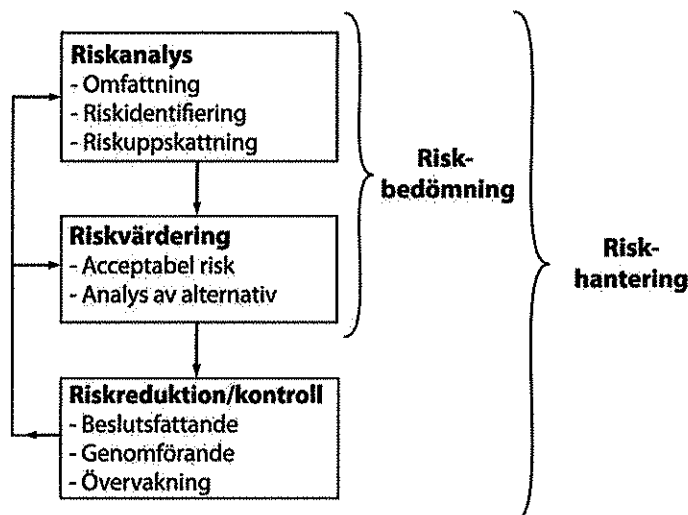 Riskanalys
- Omfattning
- Riskidentifiering
- Riskuppskattning
Risk-
bedömning
Riskvärdering
- Acceptabel risk
- Analys av alternativ
Risk-
hantering
Riskreduktion/kontroll
- Beslutsfattande
- Genomförande
- Övervakning